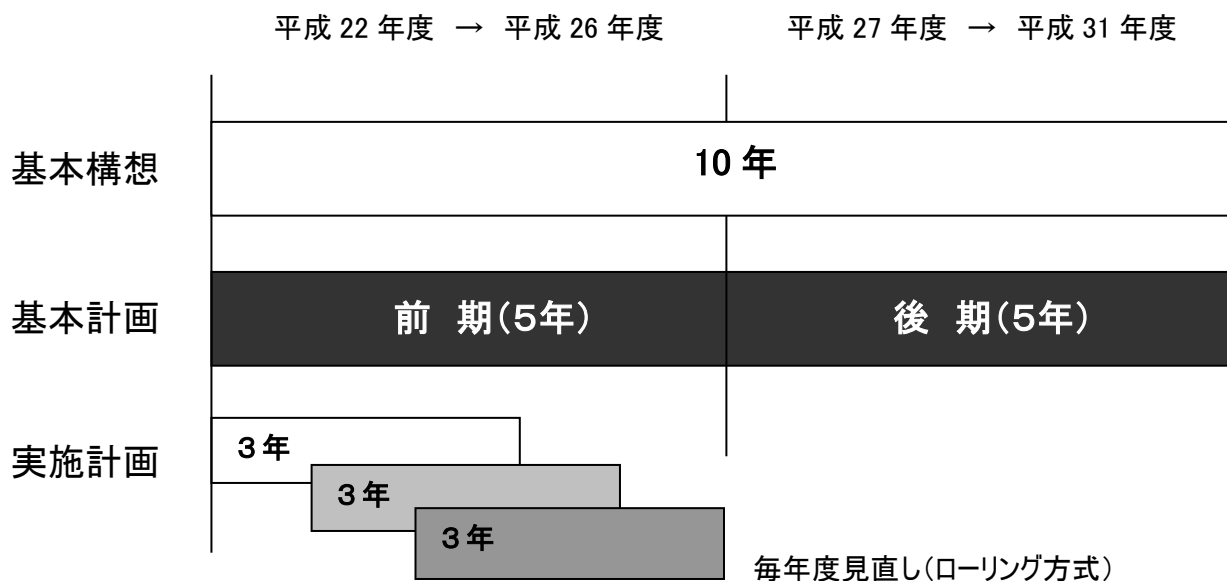 平成 22 年度 → 平成 26 年度
平成 27 年度 → 平成 31 年度
基本構想
10 年
基本計画
前 期(5年)
後 期(5年)
実施計画
3 年
3 年
3 年
毎年度見直し(ローリング方式)